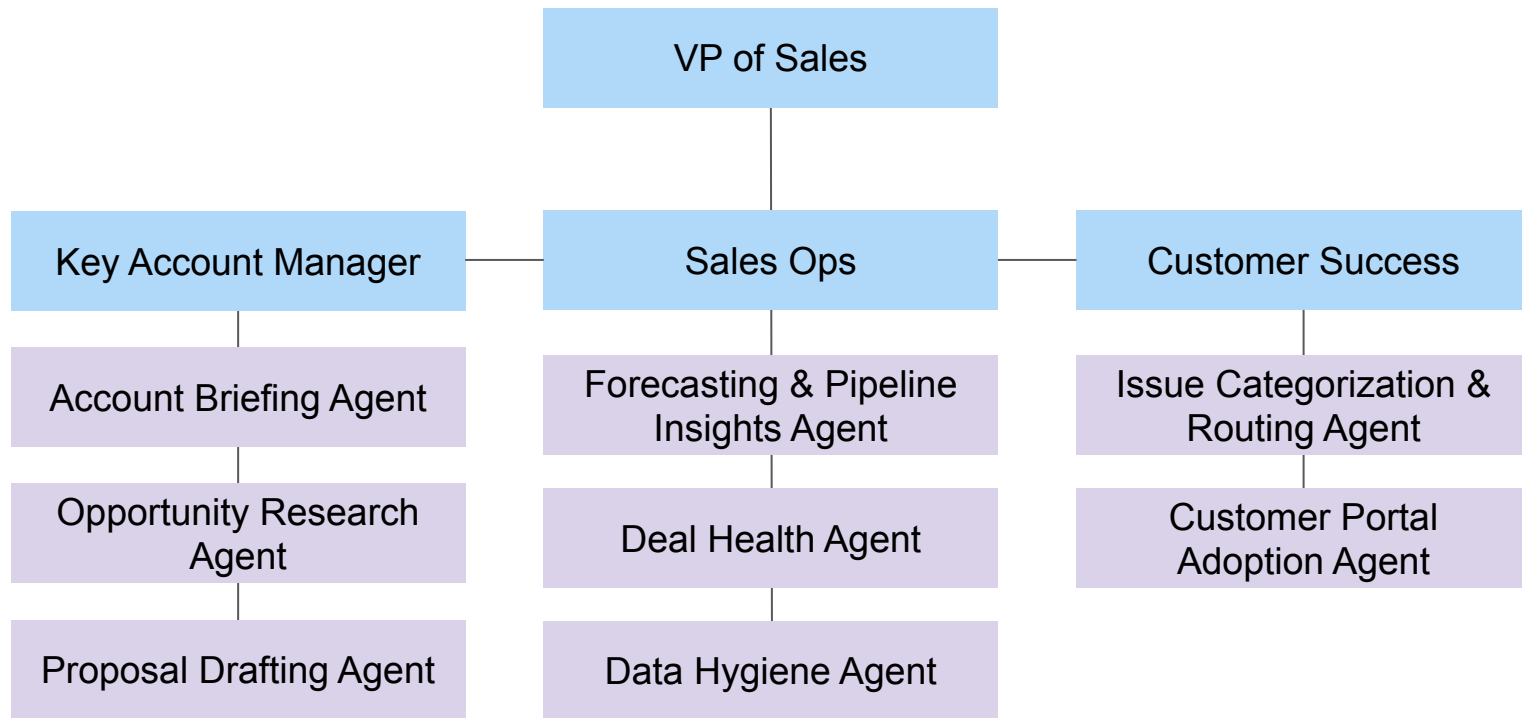 VP of Sales
Key Account Manager
Sales Ops
Customer Success
Account Briefing Agent
Opportunity Research
Agent
Proposal Drafting Agent
Forecasting & Pipeline
Insights Agent
Deal Health Agent
Data Hygiene Agent
Issue Categorization &
Routing Agent
Customer Portal
Adoption Agent